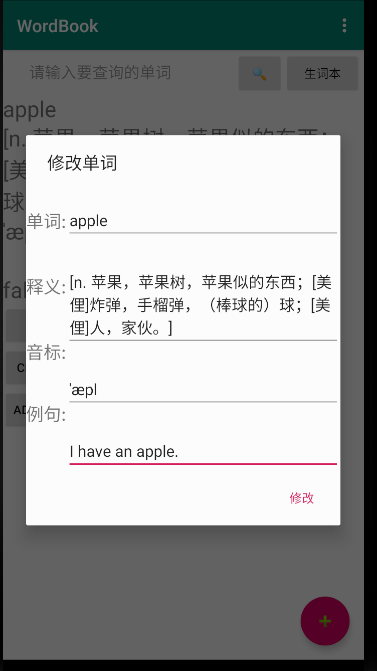 WordBook
请输入要查询的单词
生词本
apple
[n. 苹果，苹果树，苹果似的东西；
[美
球
'æ
fal
C
AD
修改单词
单词: apple
释义: [n. 苹果，苹果树，苹果似的东西；[美
俚]炸弹，手榴弹，（棒球的）球；[美
俚]人，家伙。]
音标:
'æpl
例句:
I have an apple.
修改
+